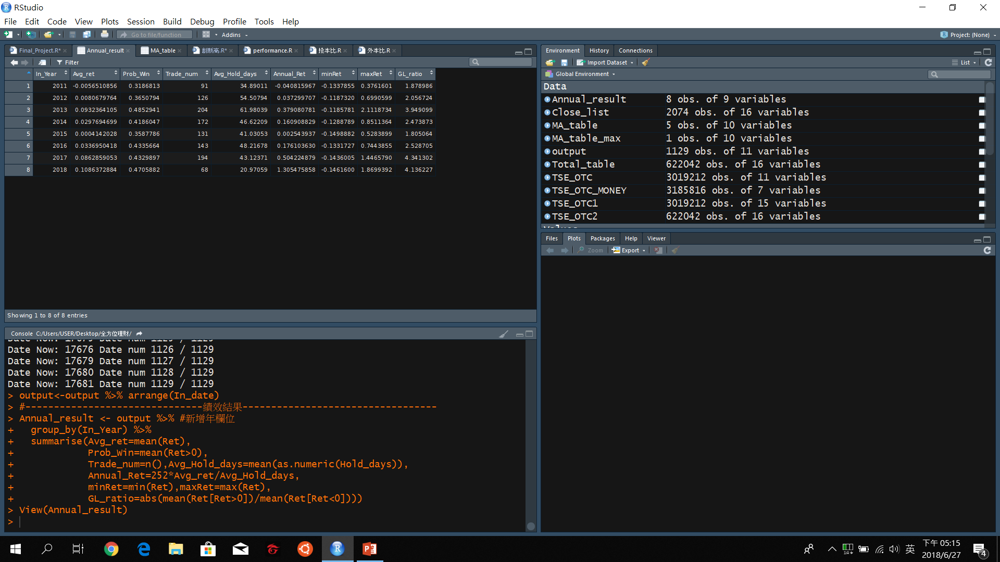 RStudio
File Edit Code View Plots Session Build Debug Profile Tools Help
Go to file/function Addins Project: (None)
Final_Project.R* Annual_result MA_table 創新高.R* performance.R 投本比.R 外本比.R
Filter
In_Year Avg_ret Prob_Win Trade_num Avg_Hold_days Annual_Ret minRet maxRet GL_ratio
1 2011 -0.0056510856 0.3186813 91 34.89011 -0.040815967 -0.1337855 0.3761601 1.878986
2 2012 0.0080679764 0.3650794 126 54.50794 0.037299707 -0.1187320 0.6990599 2.056724
3 2013 0.0932364105 0.4852941 204 61.98039 0.379080781 -0.1185781 2.1118734 3.949099
4 2014 0.0297694699 0.4186047 172 46.62209 0.160908829 -0.1288789 0.8511364 2.473873
5 2015 0.0004142028 0.3587786 131 41.03053 0.002543937 -0.1498882 0.5283899 1.805064
6 2016 0.0336950418 0.4335664 143 48.21678 0.176103630 -0.1331727 0.7443855 2.528705
7 2017 0.0862859053 0.4329897 194 43.12371 0.504224879 -0.1436005 1.4465790 4.341302
8 2018 0.1086372884 0.4705882 68 20.97059 1.305475858 -0.1461600 1.8699392 4.136227
Showing 1 to 8 of 8 entries
Console C:/Users/USER/Desktop/全方位理財/
Date Now: 17676 Date num 1126 / 1129
Date Now: 17679 Date num 1127 / 1129
Date Now: 17680 Date num 1128 / 1129
Date Now: 17681 Date num 1129 / 1129
> output<-output %>% arrange(In_date)
> #-------------------------------績效結果----------------------------------
> Annual_result <- output %>% #新增年欄位
+   group_by(In_Year) %>%
+   summarise(Avg_ret=mean(Ret),
+             Prob_Win=mean(Ret>0),
+             Trade_num=n(),Avg_Hold_days=mean(as.numeric(Hold_days)),
+             Annual_Ret=252*Avg_ret/Avg_Hold_days,
+             minRet=min(Ret),maxRet=max(Ret),
+             GL_ratio=abs(mean(Ret[Ret>0])/mean(Ret[Ret<0])))
> View(Annual_result)
>
Environment History Connections
Import Dataset List
Global Environment
Data
Annual_result 8 obs. of 9 variables
Close_list 2074 obs. of 16 variables
MA_table 5 obs. of 10 variables
MA_table_max 1 obs. of 10 variables
output 1129 obs. of 11 variables
Total_table 622042 obs. of 16 variables
TSE_OTC 3019212 obs. of 11 variables
TSE_OTC_MONEY 3185816 obs. of 7 variables
TSE_OTC1 3019212 obs. of 15 variables
TSE_OTC2 622042 obs. of 16 variables
Values
Files Plots Packages Help Viewer
Zoom Export
英 下午 05:15
2018/6/27 4